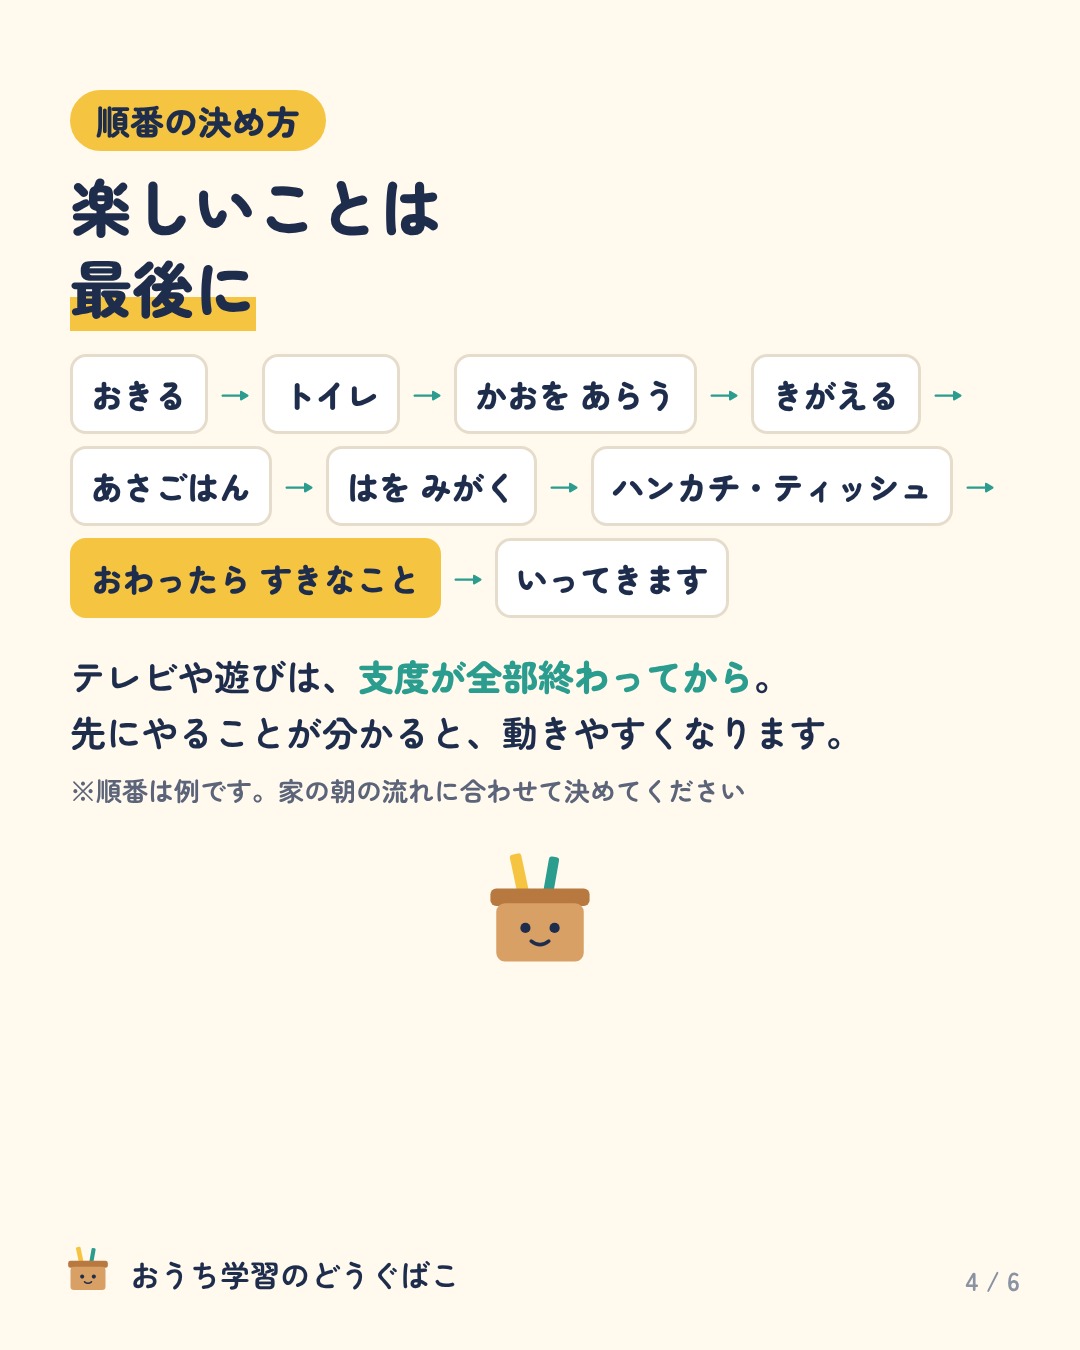 順番の決め方
楽しいことは
最後に
おきる → トイレ → かおを あらう → きがえる →
あさごはん → はを みがく → ハンカチ・ティッシュ →
おわったら すきなこと → いってきます
テレビや遊びは、支度が全部終わってから。
先にやることが分かると、動きやすくなります。
※順番は例です。家の朝の流れに合わせて決めてください
おうち学習のどうぐばこ
4 / 6